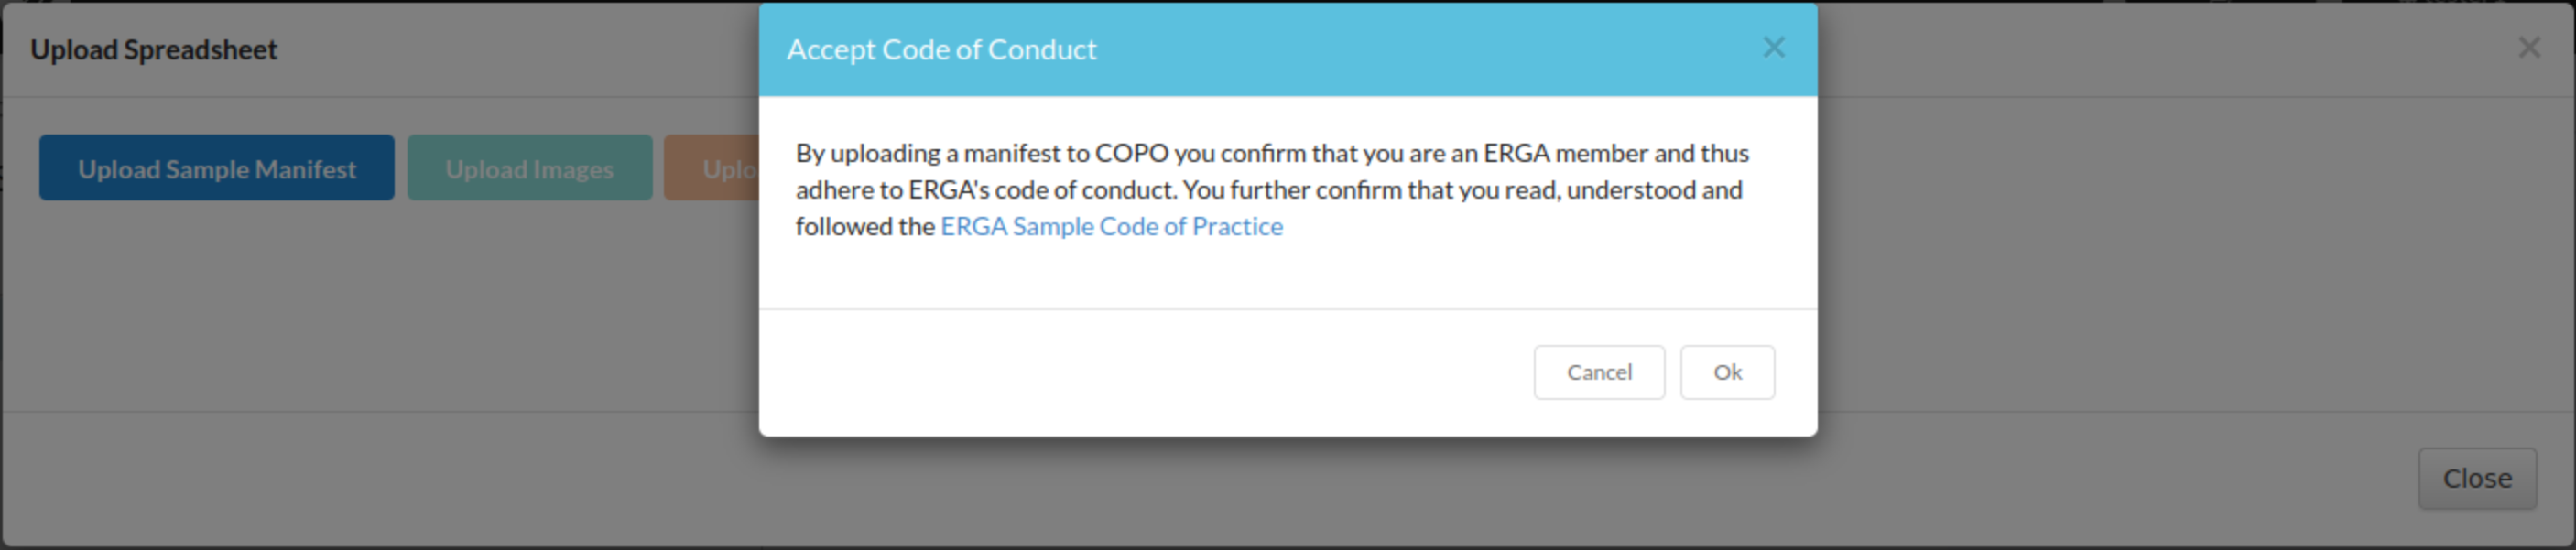 Upload Spreadsheet
Accept Code of Conduct
Upload Sample Manifest
Upload Images
By uploading a manifest to COPO you confirm that you are an ERGA member and thus
adhere to ERGA's code of conduct. You further confirm that you read, understood and
followed the ERGA Sample Code of Practice
Cancel
Ok
Close